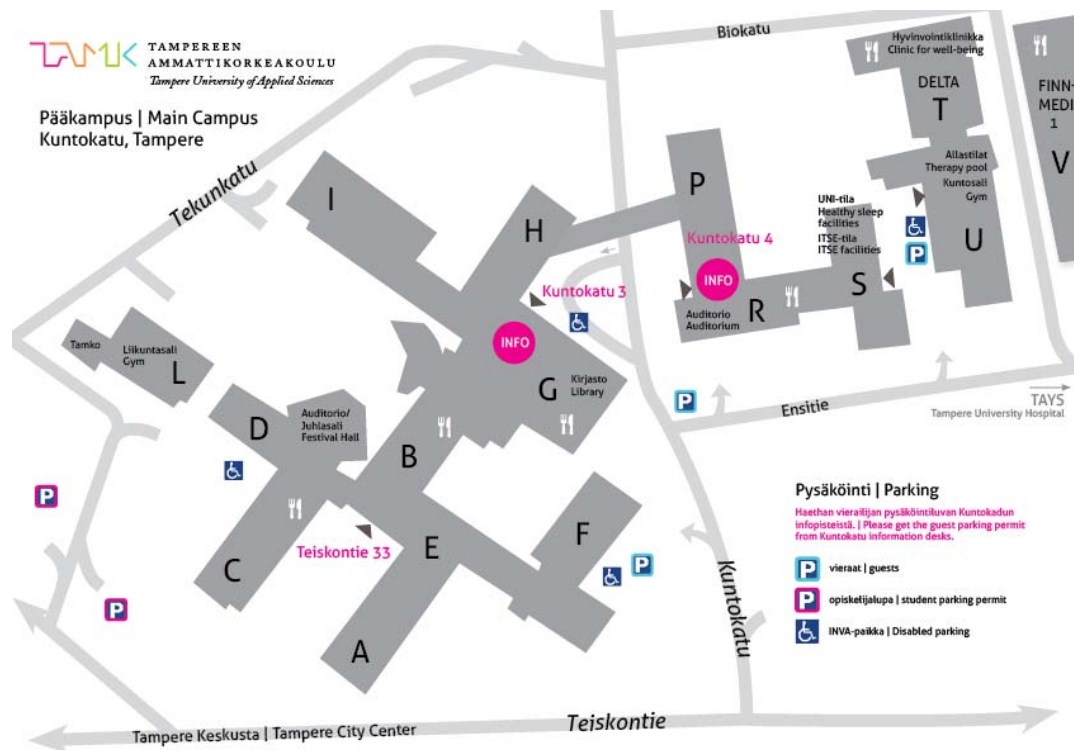 TAMK
TAMPEREEN
AMMATTIKORKEAKOULU
Tampere University of Applied Sciences
Pääkampus | Main Campus
Kuntokatu, Tampere
Biokatu
Tekunkatu
Hyvinvointiklinikka
Clinic for well-being
DELTA
T
FINN-
MEDI
1
V
Allastilat
Therapy pool
Kuntosali
Gym
U
UNI-tila
Healthy sleep
facilities
ITSE-tila
ITSE facilities
S
P
Kuntokatu 4
INFO
R
Auditorio
Auditorium
I
H
Kuntokatu 3
INFO
G
Kirjasto
Library
Tamko
Liikuntasali
Gym
L
D
Auditorio/
Juhlasali
Festival Hall
B
P
Ensitie
TAYS
Tampere University Hospital
C
Teiskontie 33
E
F
A
P
P
P
P
Kuntokatu
Pysäköinti | Parking
Haethan vierailijan pysäköintiluvan Kuntokadun
infopisteistä. | Please get the guest parking permit
from Kuntokatu information desks.
P vieraat | guests
P opiskelijalupa | student parking permit
INVA-paikka | Disabled parking
Teiskontie
Tampere Keskusta | Tampere City Center